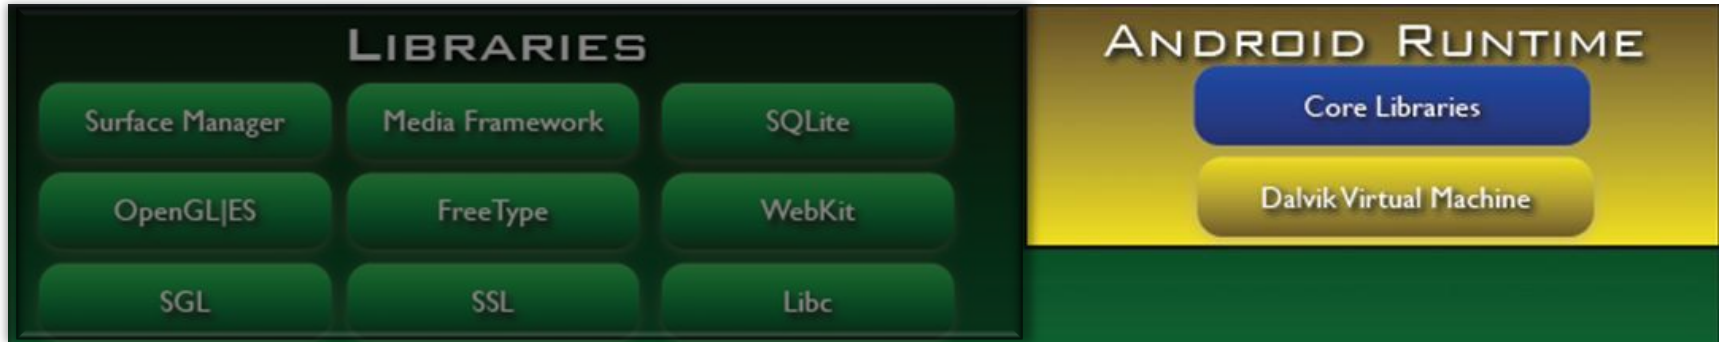 LIBRARIES
Surface Manager
Media Framework
SQLite
OpenGL|ES
FreeType
WebKit
SGL
SSL
Libc
ANDROID RUNTIME
Core Libraries
Dalvik Virtual Machine